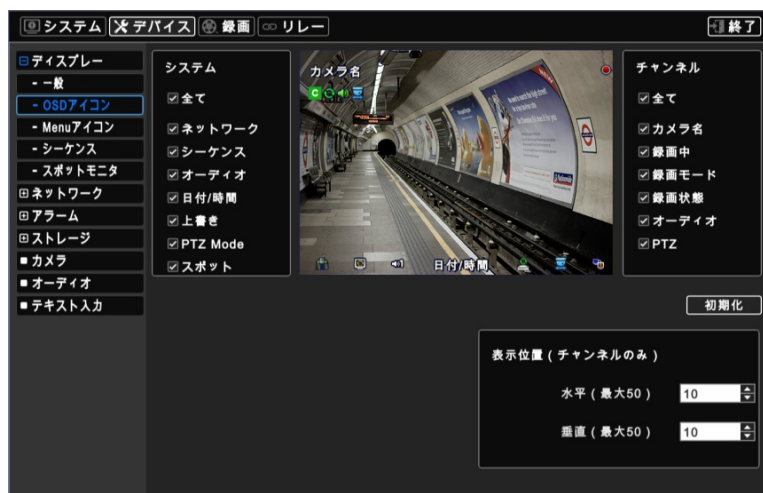 システム デバイス 録画 リレー 終了
ディスプレー
- 一般
- OSDアイコン
- Menuアイコン
- シーケンス
- スポットモニタ
ネットワーク
アラーム
ストレージ
カメラ
オーディオ
テキスト入力
システム
全て
ネットワーク
シーケンス
オーディオ
日付/時間
上書き
PTZ Mode
スポット
カメラ名
C
日付/時間
チャンネル
全て
カメラ名
録画中
録画モード
録画状態
オーディオ
PTZ
初期化
表示位置 ( チャンネルのみ )
水平 ( 最大50 ) 10
垂直 ( 最大50 ) 10